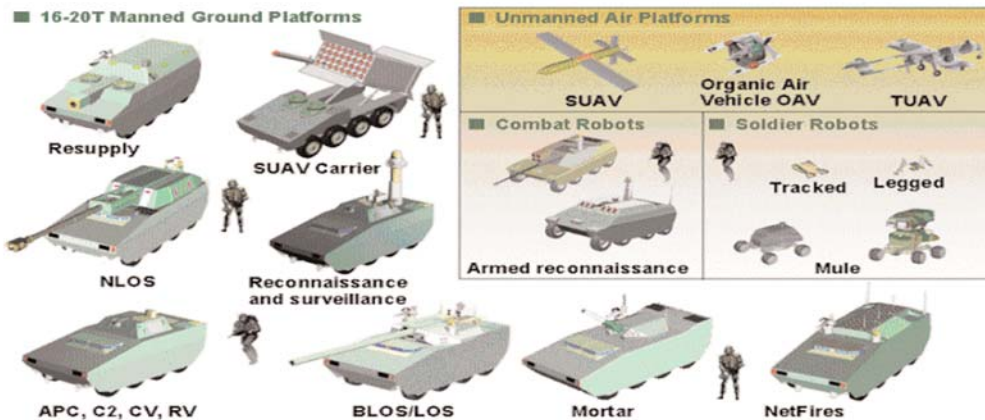 16-20T Manned Ground Platforms
Unmanned Air Platforms
Resupply
SUAV Carrier
SUAV
Organic Air
Vehicle OAV
TUAV
Combat Robots
Soldier Robots
Tracked
Legged
NLOS
Reconnaissance
and surveillance
Armed reconnaissance
Mule
APC, C2, CV, RV
BLOS/LOS
Mortar
NetFires